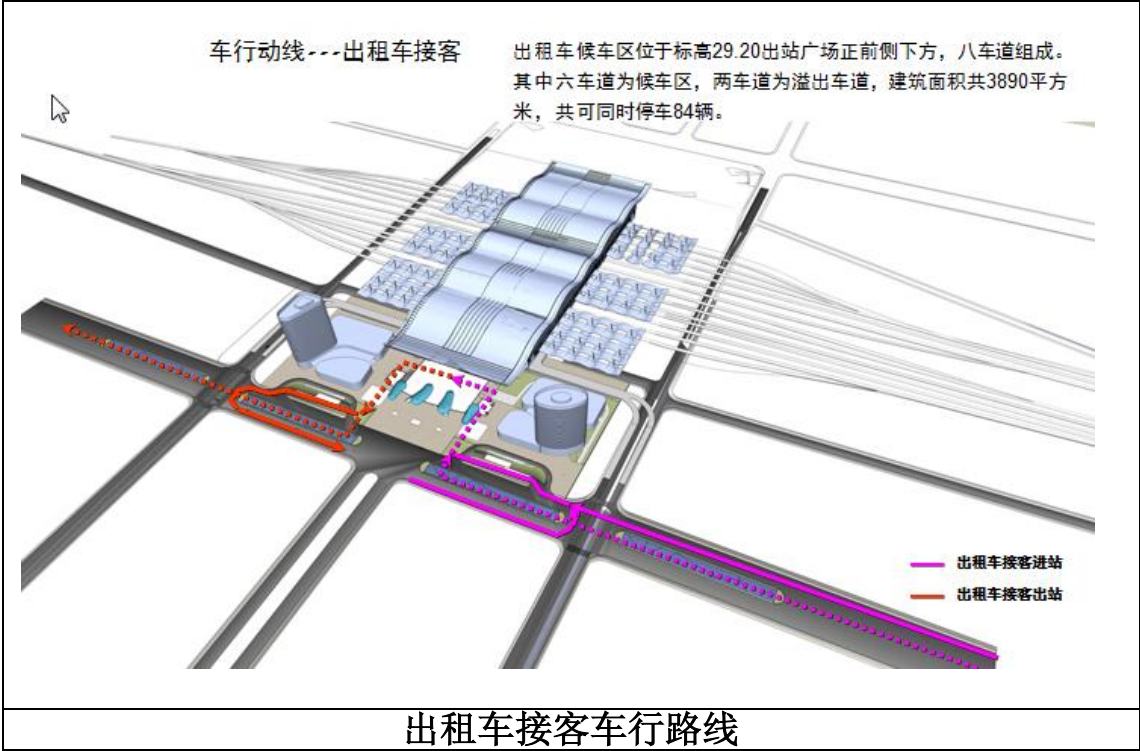 车行动线---出租车接客
出租车候车区位于标高29.20出站广场正前侧下方，八车道组成。
其中六车道为候车区，两车道为溢出车道，建筑面积共3890平方
米，共可同时停车84辆。
出租车接客进站
出租车接客出站
出租车接客车行路线